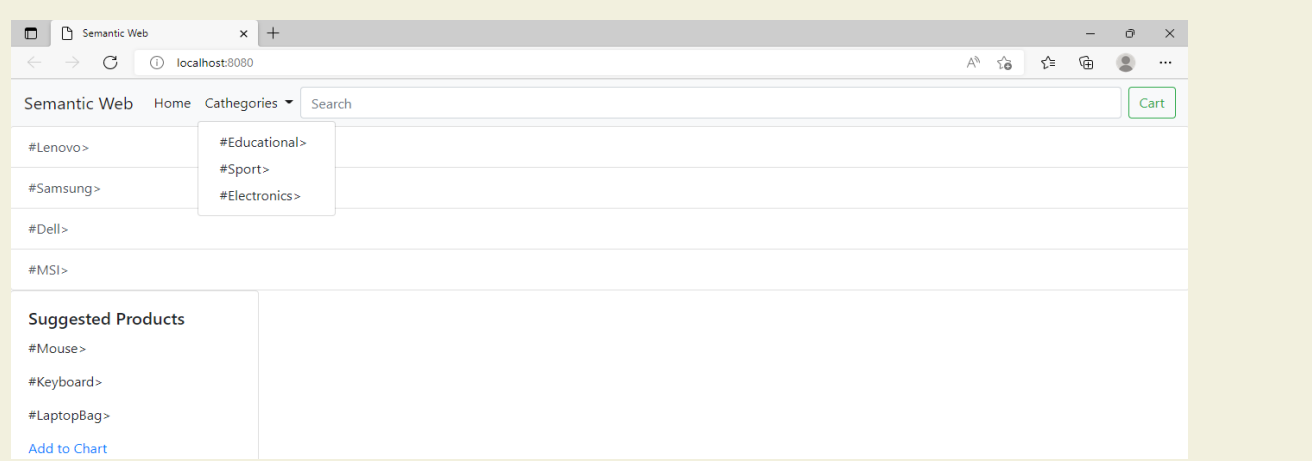 Semantic Web
localhost:8080
Semantic Web Home Cathegories Search Cart
#Educational>
#Sport>
#Electronics>
#Lenovo>
#Samsung>
#Dell>
#MSI>
Suggested Products
#Mouse>
#Keyboard>
#LaptopBag>
Add to Chart